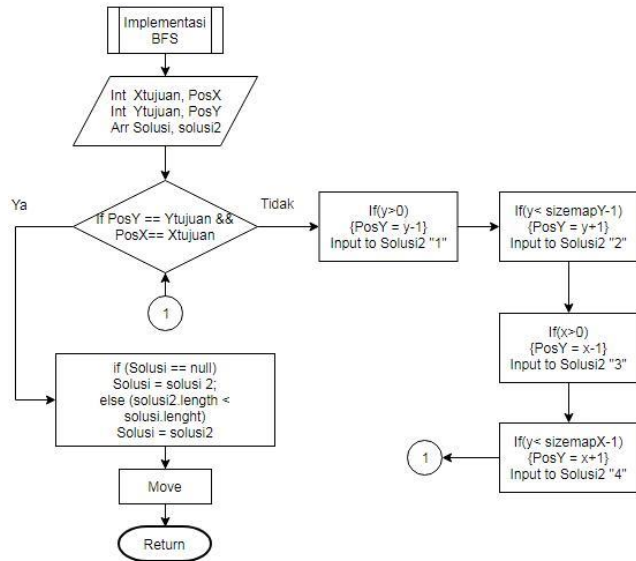 Implementasi
BFS
Int Xtujuan, PosX
Int Ytujuan, PosY
Arr Solusi, solusi2
Ya
If PosY == Ytujuan &&
PosX== Xtujuan
Tidak
If(y>0)
{PosY = y-1}
Input to Solusi2 "1"
If(y< sizemapY-1)
{PosY = y+1}
Input to Solusi2 "2"
1
If(x>0)
{PosY = x-1}
Input to Solusi2 "3"
if (Solusi == null)
Solusi = solusi 2;
else (solusi2.length <
solusi.lenght)
Solusi = solusi2
If(y< sizemapX-1)
{PosY = x+1}
Input to Solusi2 "4"
1
Move
Return